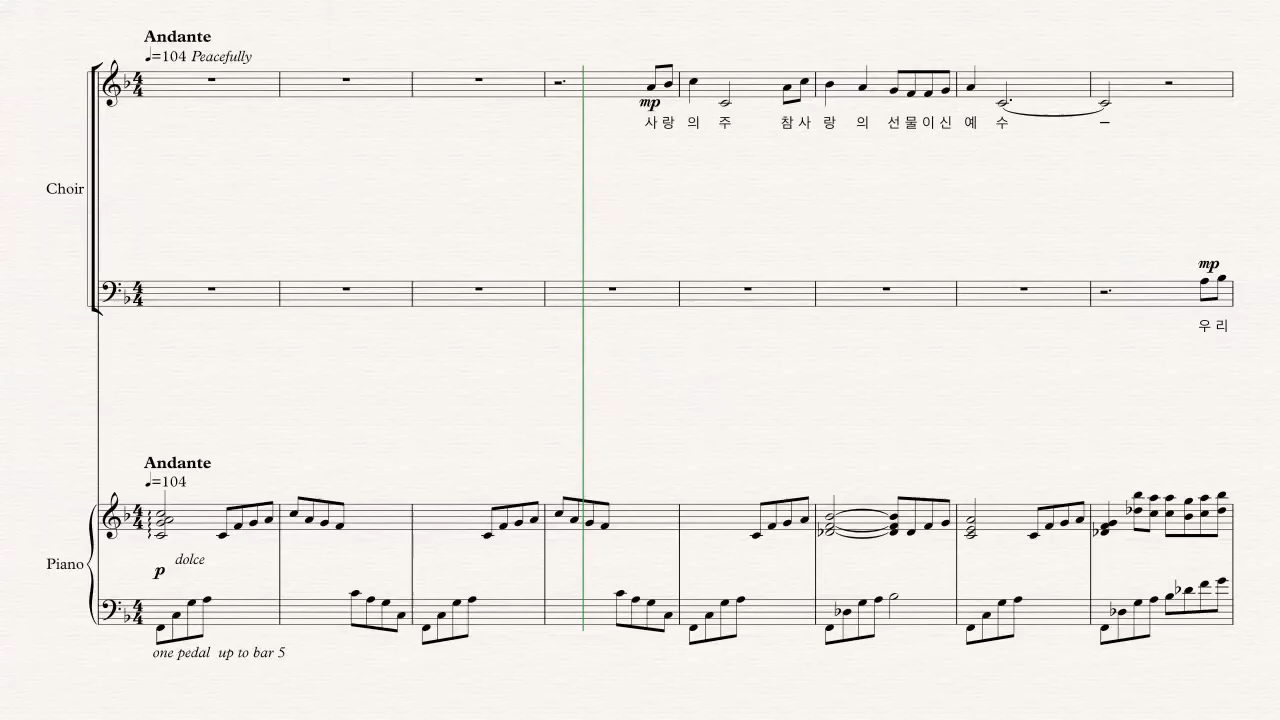 Andante
♩=104 Peacefully
mp
사 랑 의 주 참 사 랑 의 선 물 이 신 예 수 –
Choir
mp
우 리
Andante
♩=104
dolce
Piano
p
one pedal up to bar 5